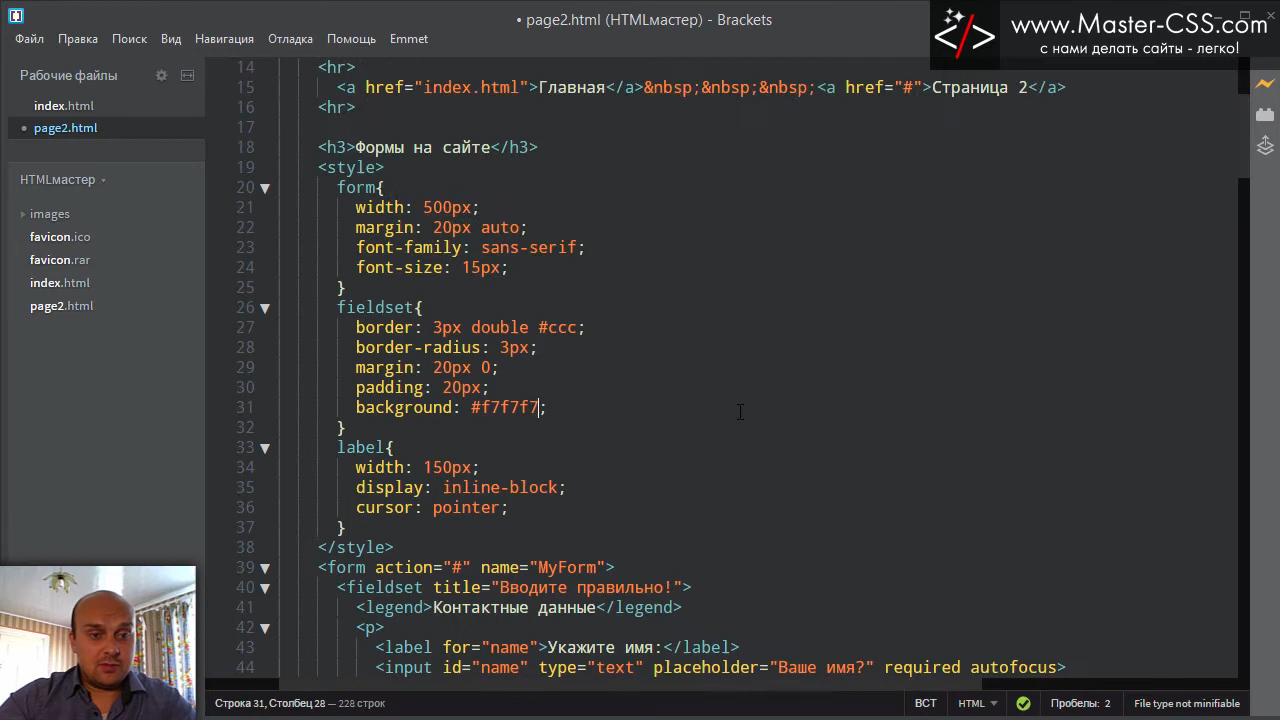 • page2.html (HTMLмастер) - Brackets
www.Master-CSS.com
с нами делать сайты - легко!
Файл Правка Поиск Вид Навигация Отладка Помощь Emmet
Рабочие файлы
index.html
• page2.html
HTMLмастер
images
favicon.ico
favicon.rar
index.html
page2.html
14 <hr>
15 <a href="index.html">Главная</a>&nbsp;&nbsp;&nbsp;<a href="#">Страница 2</a>
16 <hr>
17
18 <h3>Формы на сайте</h3>
19 <style>
20 form{
21 width: 500px;
22 margin: 20px auto;
23 font-family: sans-serif;
24 font-size: 15px;
25 }
26 fieldset{
27 border: 3px double #ccc;
28 border-radius: 3px;
29 margin: 20px 0;
30 padding: 20px;
31 background: #f7f7f7;
32 }
33 label{
34 width: 150px;
35 display: inline-block;
36 cursor: pointer;
37 }
38 </style>
39 <form action="#" name="MyForm">
40 <fieldset title="Вводите правильно!">
41 <legend>Контактные данные</legend>
42 <p>
43 <label for="name">Укажите имя:</label>
44 <input id="name" type="text" placeholder="Ваше имя?" required autofocus>
Строка 31, Столбец 28 — 228 строк
ВСТ HTML Пробелы: 2 File type not minifiable